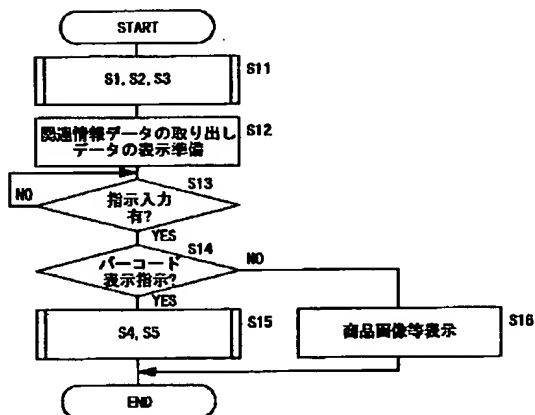 START
S1, S2, S3
S11
関連情報データの取り出し
データの表示準備
S12
S13
指示入力
有?
NO
YES
S14
バーコード
表示指示?
NO
YES
S4, S5
S15
商品画像等表示
S16
END